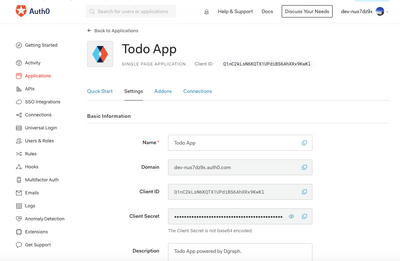 Auth0
Search for users or applications
Help & Support
Docs
Discuss Your Needs
dev-nus7dz9x
Getting Started
Activity
Applications
APIs
SSO Integrations
Connections
Universal Login
Users & Roles
Rules
Hooks
Multifactor Auth
Emails
Logs
Anomaly Detection
Extensions
Get Support
Back to Applications
Todo App
SINGLE PAGE APPLICATION
Client ID
Quick Start
Settings
Addons
Connections
Basic Information
Name *
Todo App
Domain
dev-nus7dz9x.auth0.com
Client ID
Client Secret
The Client Secret is not base64 encoded.
Description
Todo App powered by Dgraph.